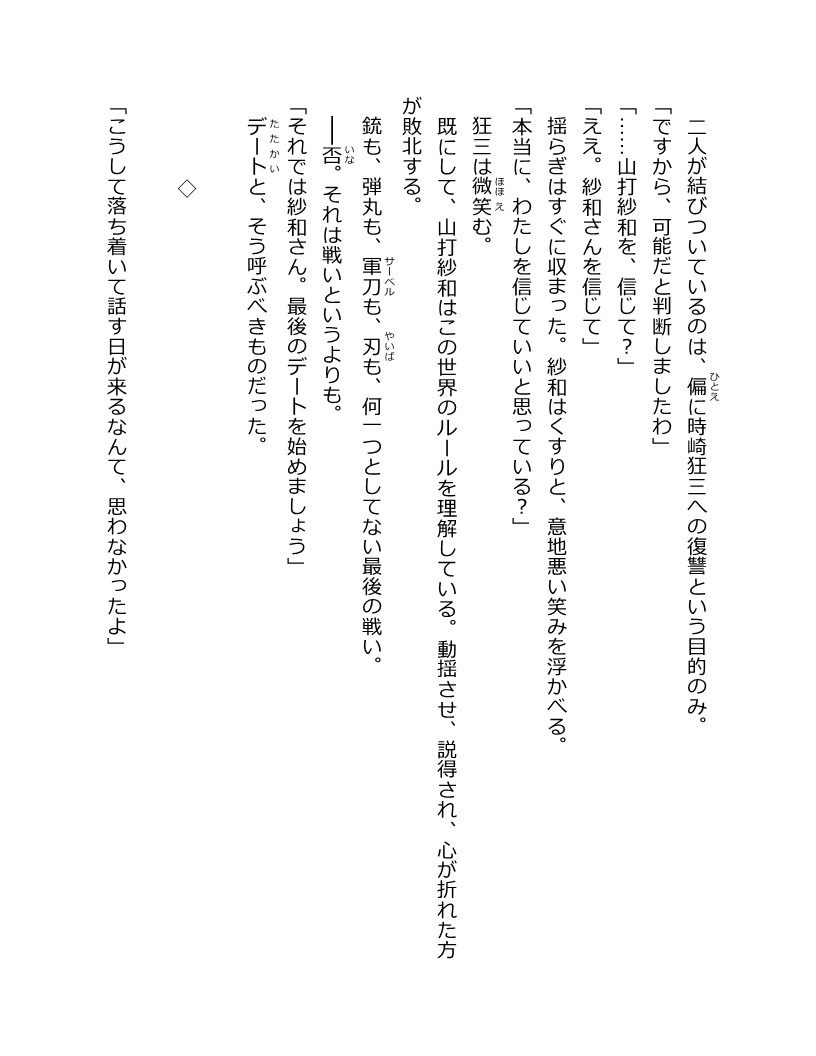 二人が結びついているのは、偏に時崎狂三への復讐という目的のみ。
「ですから、可能だと判断しましたわ」
「……山打紗和を、信じて？」
「ええ。紗和さんを信じて」
揺らぎはすぐに収まった。紗和はくすりと、意地悪い笑みを浮かべる。
「本当に、わたしを信じていいと思っている？」
狂三は微笑む。
既にして、山打紗和はこの世界のルールを理解している。動揺させ、説得され、心が折れた方
が敗北する。
銃も、弾丸も、軍刀も、刃も、何一つとしてない最後の戦い。
──否。それは戦いというよりも。
「それでは紗和さん。最後のデートを始めましょう」
デートと、そう呼ぶべきものだった。
◇
「こうして落ち着いて話す日が来るなんて、思わなかったよ」
ひとえ
ほほえ
サーベル
やいば
いな
たたかい